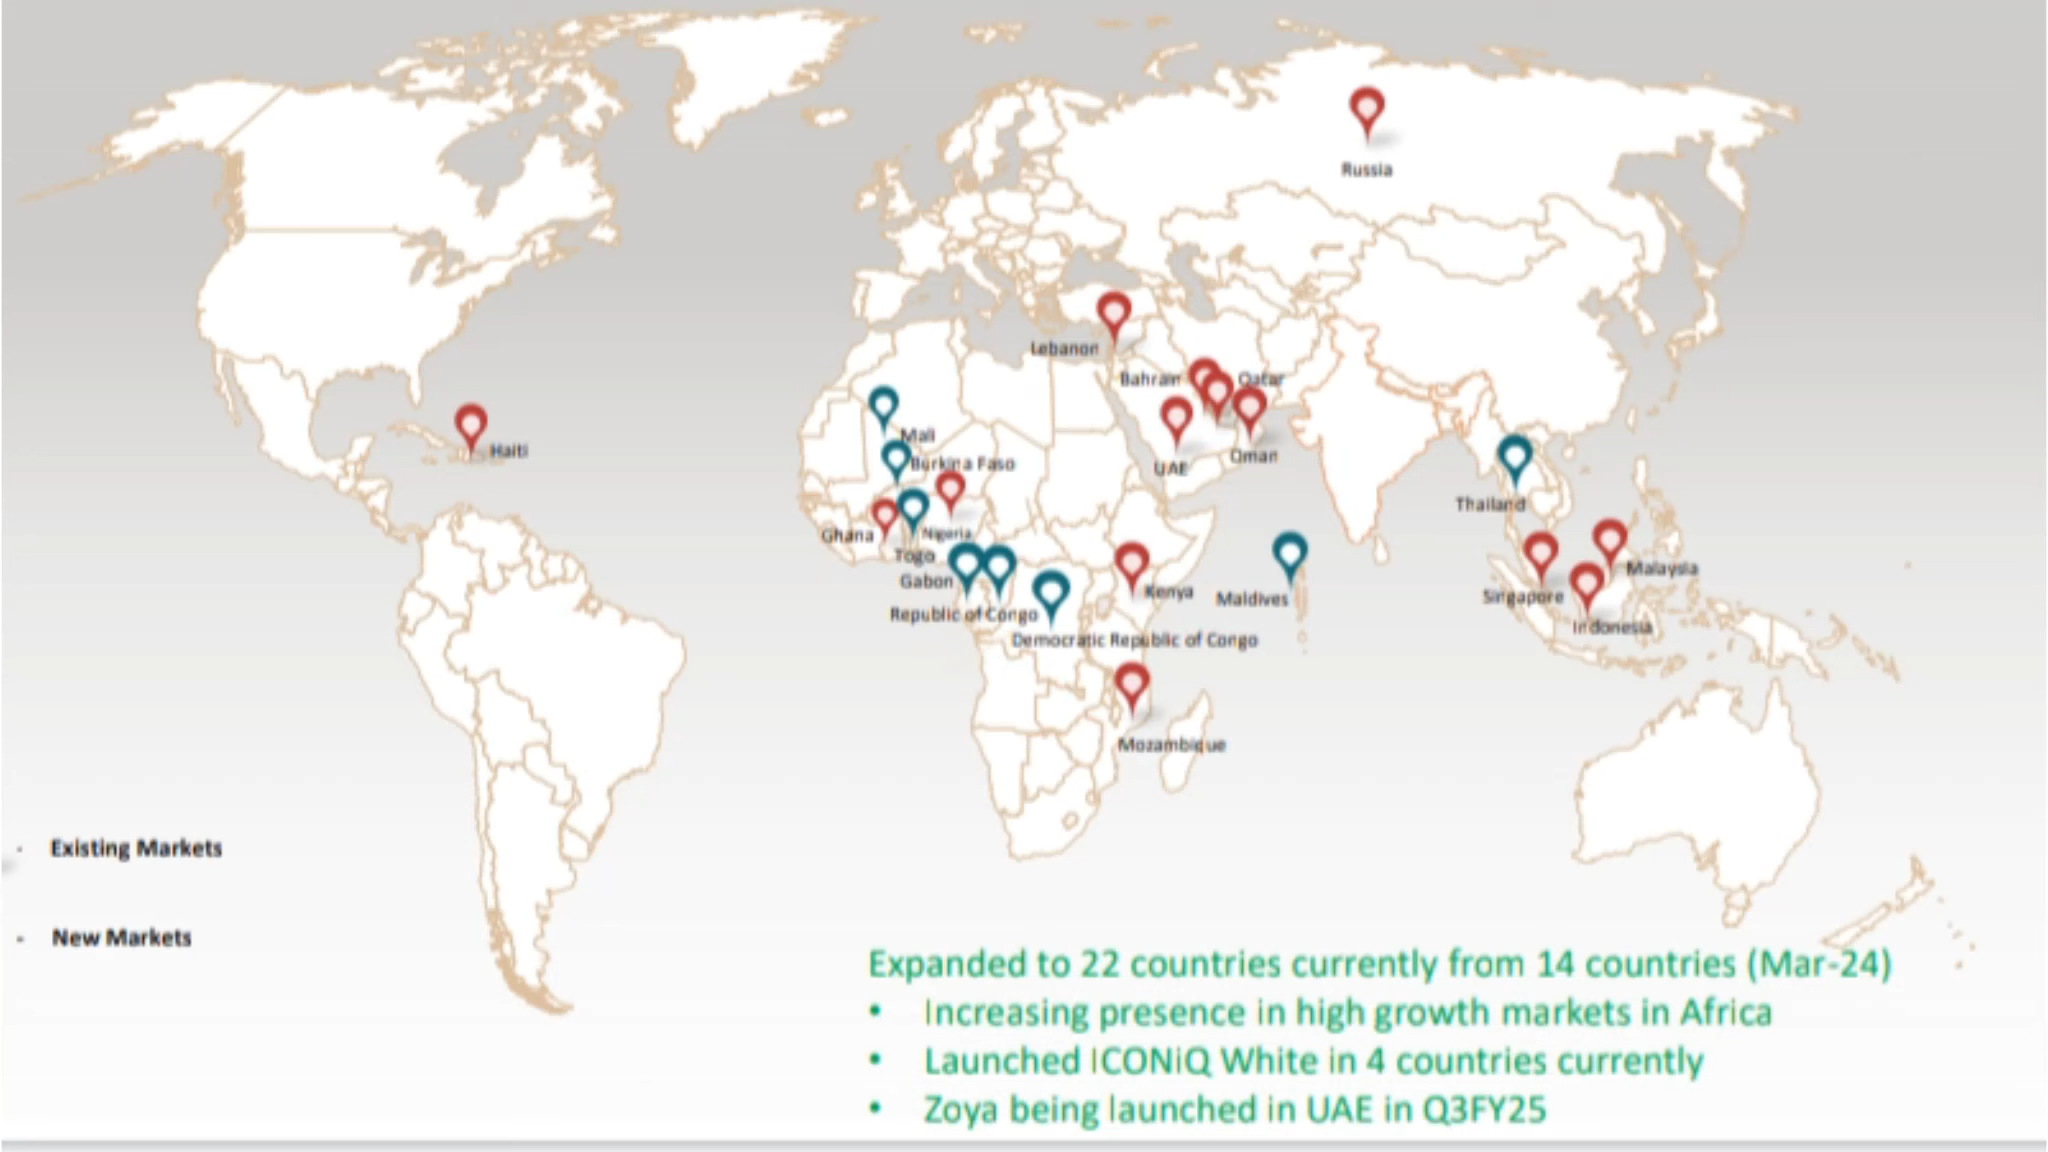 Russia
Lebanon
Bahrain
Qatar
Haiti
Mali
Oman
Burkina Faso
UAE
Thailand
Ghana
Nigeria
Togo
Malaysia
Gabon
Kenya
Maldives
Singapore
Republic of Congo
Indonesia
Democratic Republic of Congo
Mozambique
- Existing Markets
- New Markets
Expanded to 22 countries currently from 14 countries (Mar-24)
• Increasing presence in high growth markets in Africa
• Launched ICONiQ White in 4 countries currently
• Zoya being launched in UAE in Q3FY25